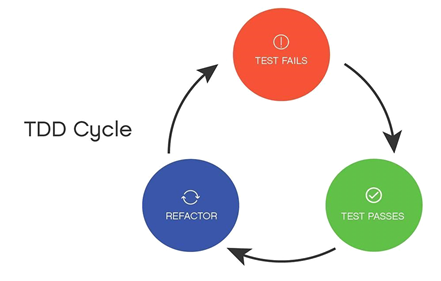 TEST FAILS
TDD Cycle
REFACTOR
TEST PASSES